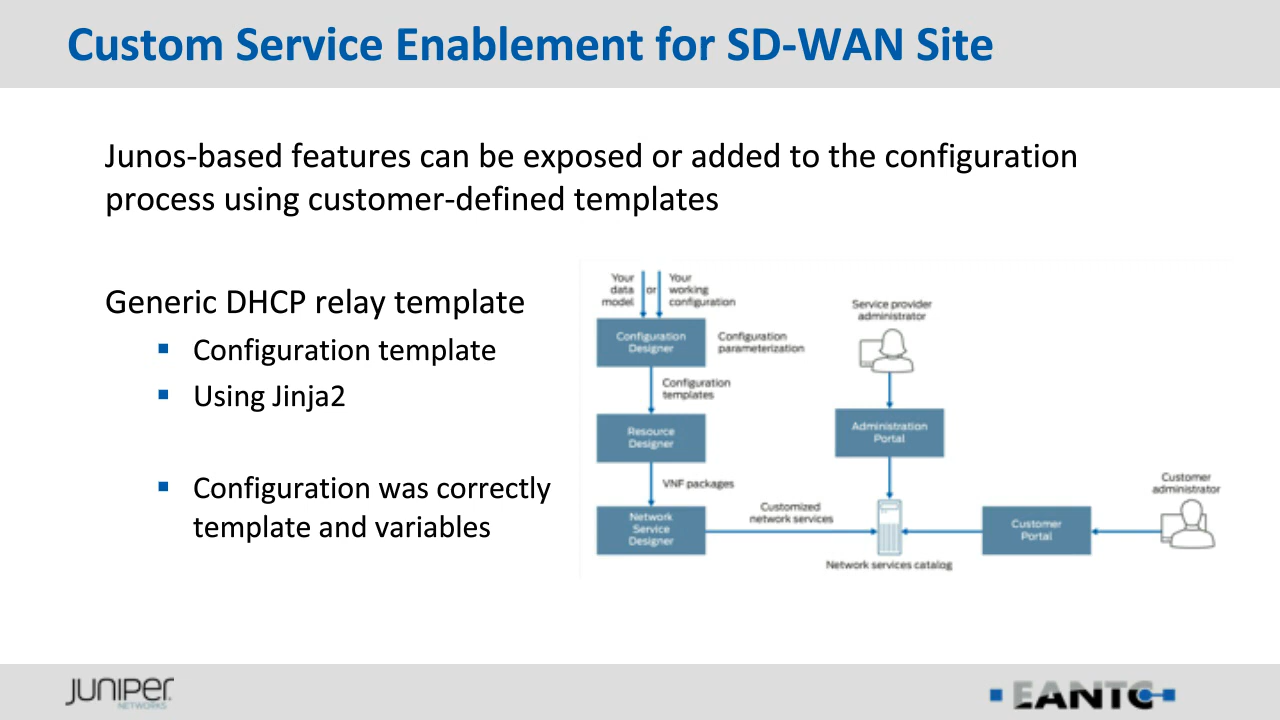 Custom Service Enablement for SD-WAN Site
Junos-based features can be exposed or added to the configuration
process using customer-defined templates
Generic DHCP relay template
▪ Configuration template
▪ Using Jinja2
▪ Configuration was correctly
template and variables
Your
data
model
or
Your
working
configuration
Configuration
Designer
Configuration
parameterization
Configuration
templates
Resource
Designer
VNF packages
Network
Service
Designer
Customized
network services
Service provider
administrator
Administration
Portal
Network services catalog
Customer
Portal
Customer
administrator
JUNIPER
NETWORKS
EANTC